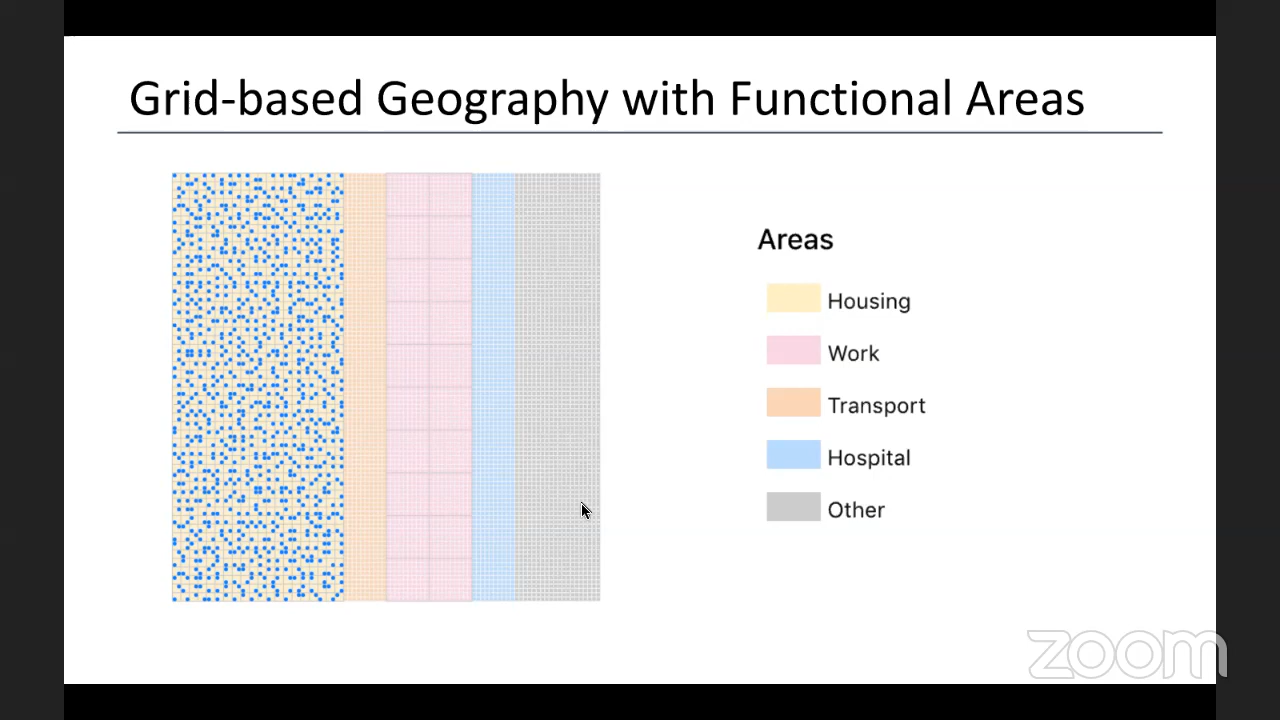 Grid-based Geography with Functional Areas
Areas
Housing
Work
Transport
Hospital
Other
zoom